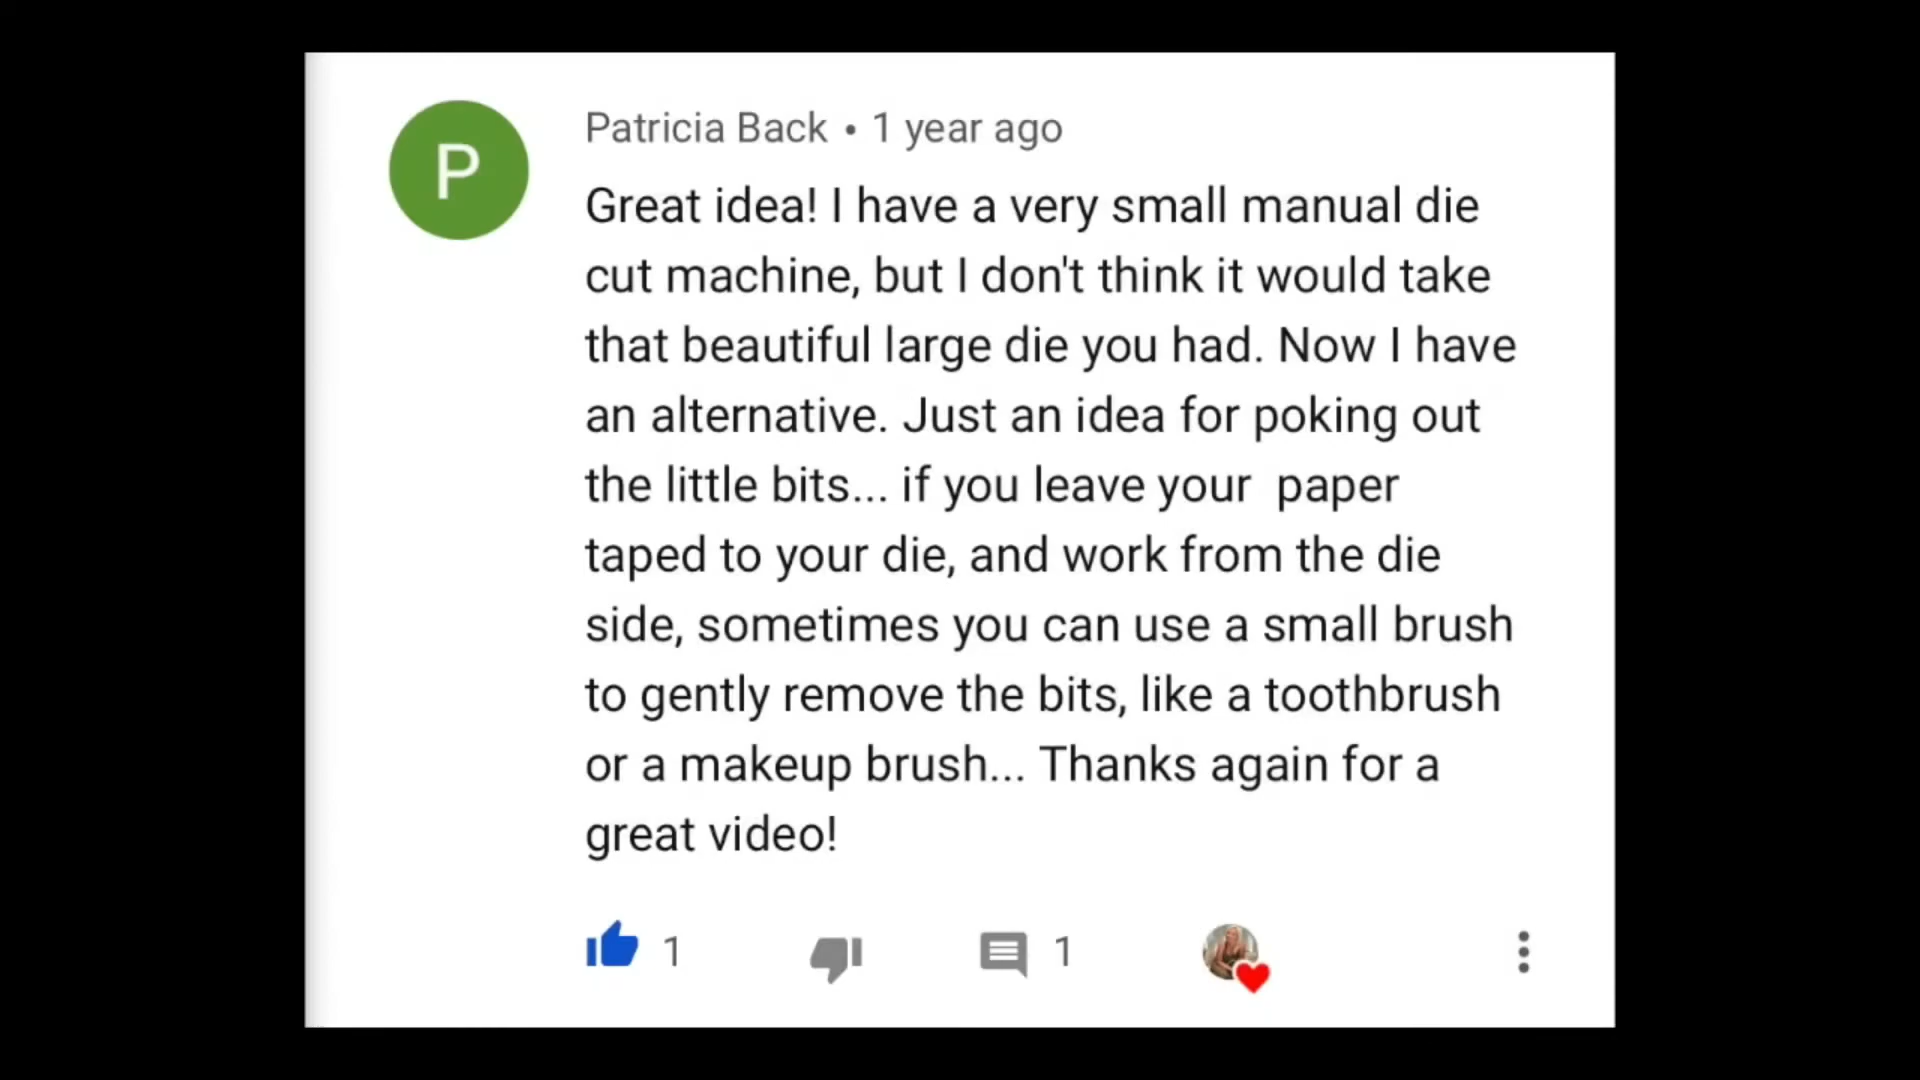 P
Patricia Back • 1 year ago
Great idea! I have a very small manual die
cut machine, but I don't think it would take
that beautiful large die you had. Now I have
an alternative. Just an idea for poking out
the little bits... if you leave your  paper
taped to your die, and work from the die
side, sometimes you can use a small brush
to gently remove the bits, like a toothbrush
or a makeup brush... Thanks again for a
great video!
1 1